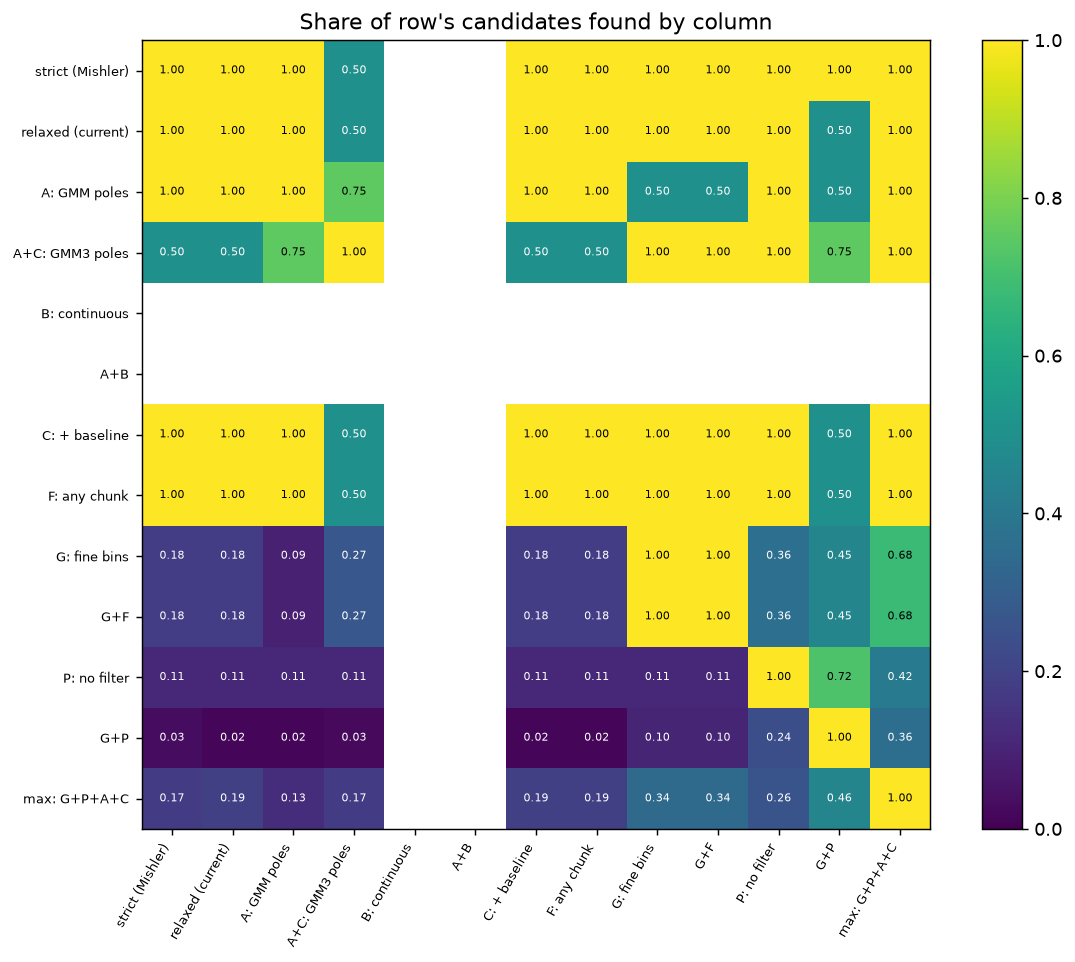 Share of row's candidates found by column
strict (Mishler) 1.00 1.00 1.00 0.50 1.00 1.00 1.00 1.00 1.00 1.00 1.00
relaxed (current) 1.00 1.00 1.00 0.50 1.00 1.00 1.00 1.00 1.00 0.50 1.00
A: GMM poles 1.00 1.00 1.00 0.75 1.00 1.00 0.50 0.50 1.00 0.50 1.00
A+C: GMM3 poles 0.50 0.50 0.75 1.00 0.50 0.50 1.00 1.00 1.00 0.75 1.00
B: continuous
A+B
C: + baseline 1.00 1.00 1.00 0.50 1.00 1.00 1.00 1.00 1.00 0.50 1.00
F: any chunk 1.00 1.00 1.00 0.50 1.00 1.00 1.00 1.00 1.00 0.50 1.00
G: fine bins 0.18 0.18 0.09 0.27 0.18 0.18 1.00 1.00 0.36 0.45 0.68
G+F 0.18 0.18 0.09 0.27 0.18 0.18 1.00 1.00 0.36 0.45 0.68
P: no filter 0.11 0.11 0.11 0.11 0.11 0.11 0.11 0.11 1.00 0.72 0.42
G+P 0.03 0.02 0.02 0.03 0.02 0.02 0.10 0.10 0.24 1.00 0.36
max: G+P+A+C 0.17 0.19 0.13 0.17 0.19 0.19 0.34 0.34 0.26 0.46 1.00
strict (Mishler)
relaxed (current)
A: GMM poles
A+C: GMM3 poles
B: continuous
A+B
C: + baseline
F: any chunk
G: fine bins
G+F
P: no filter
G+P
max: G+P+A+C
1.0
0.8
0.6
0.4
0.2
0.0